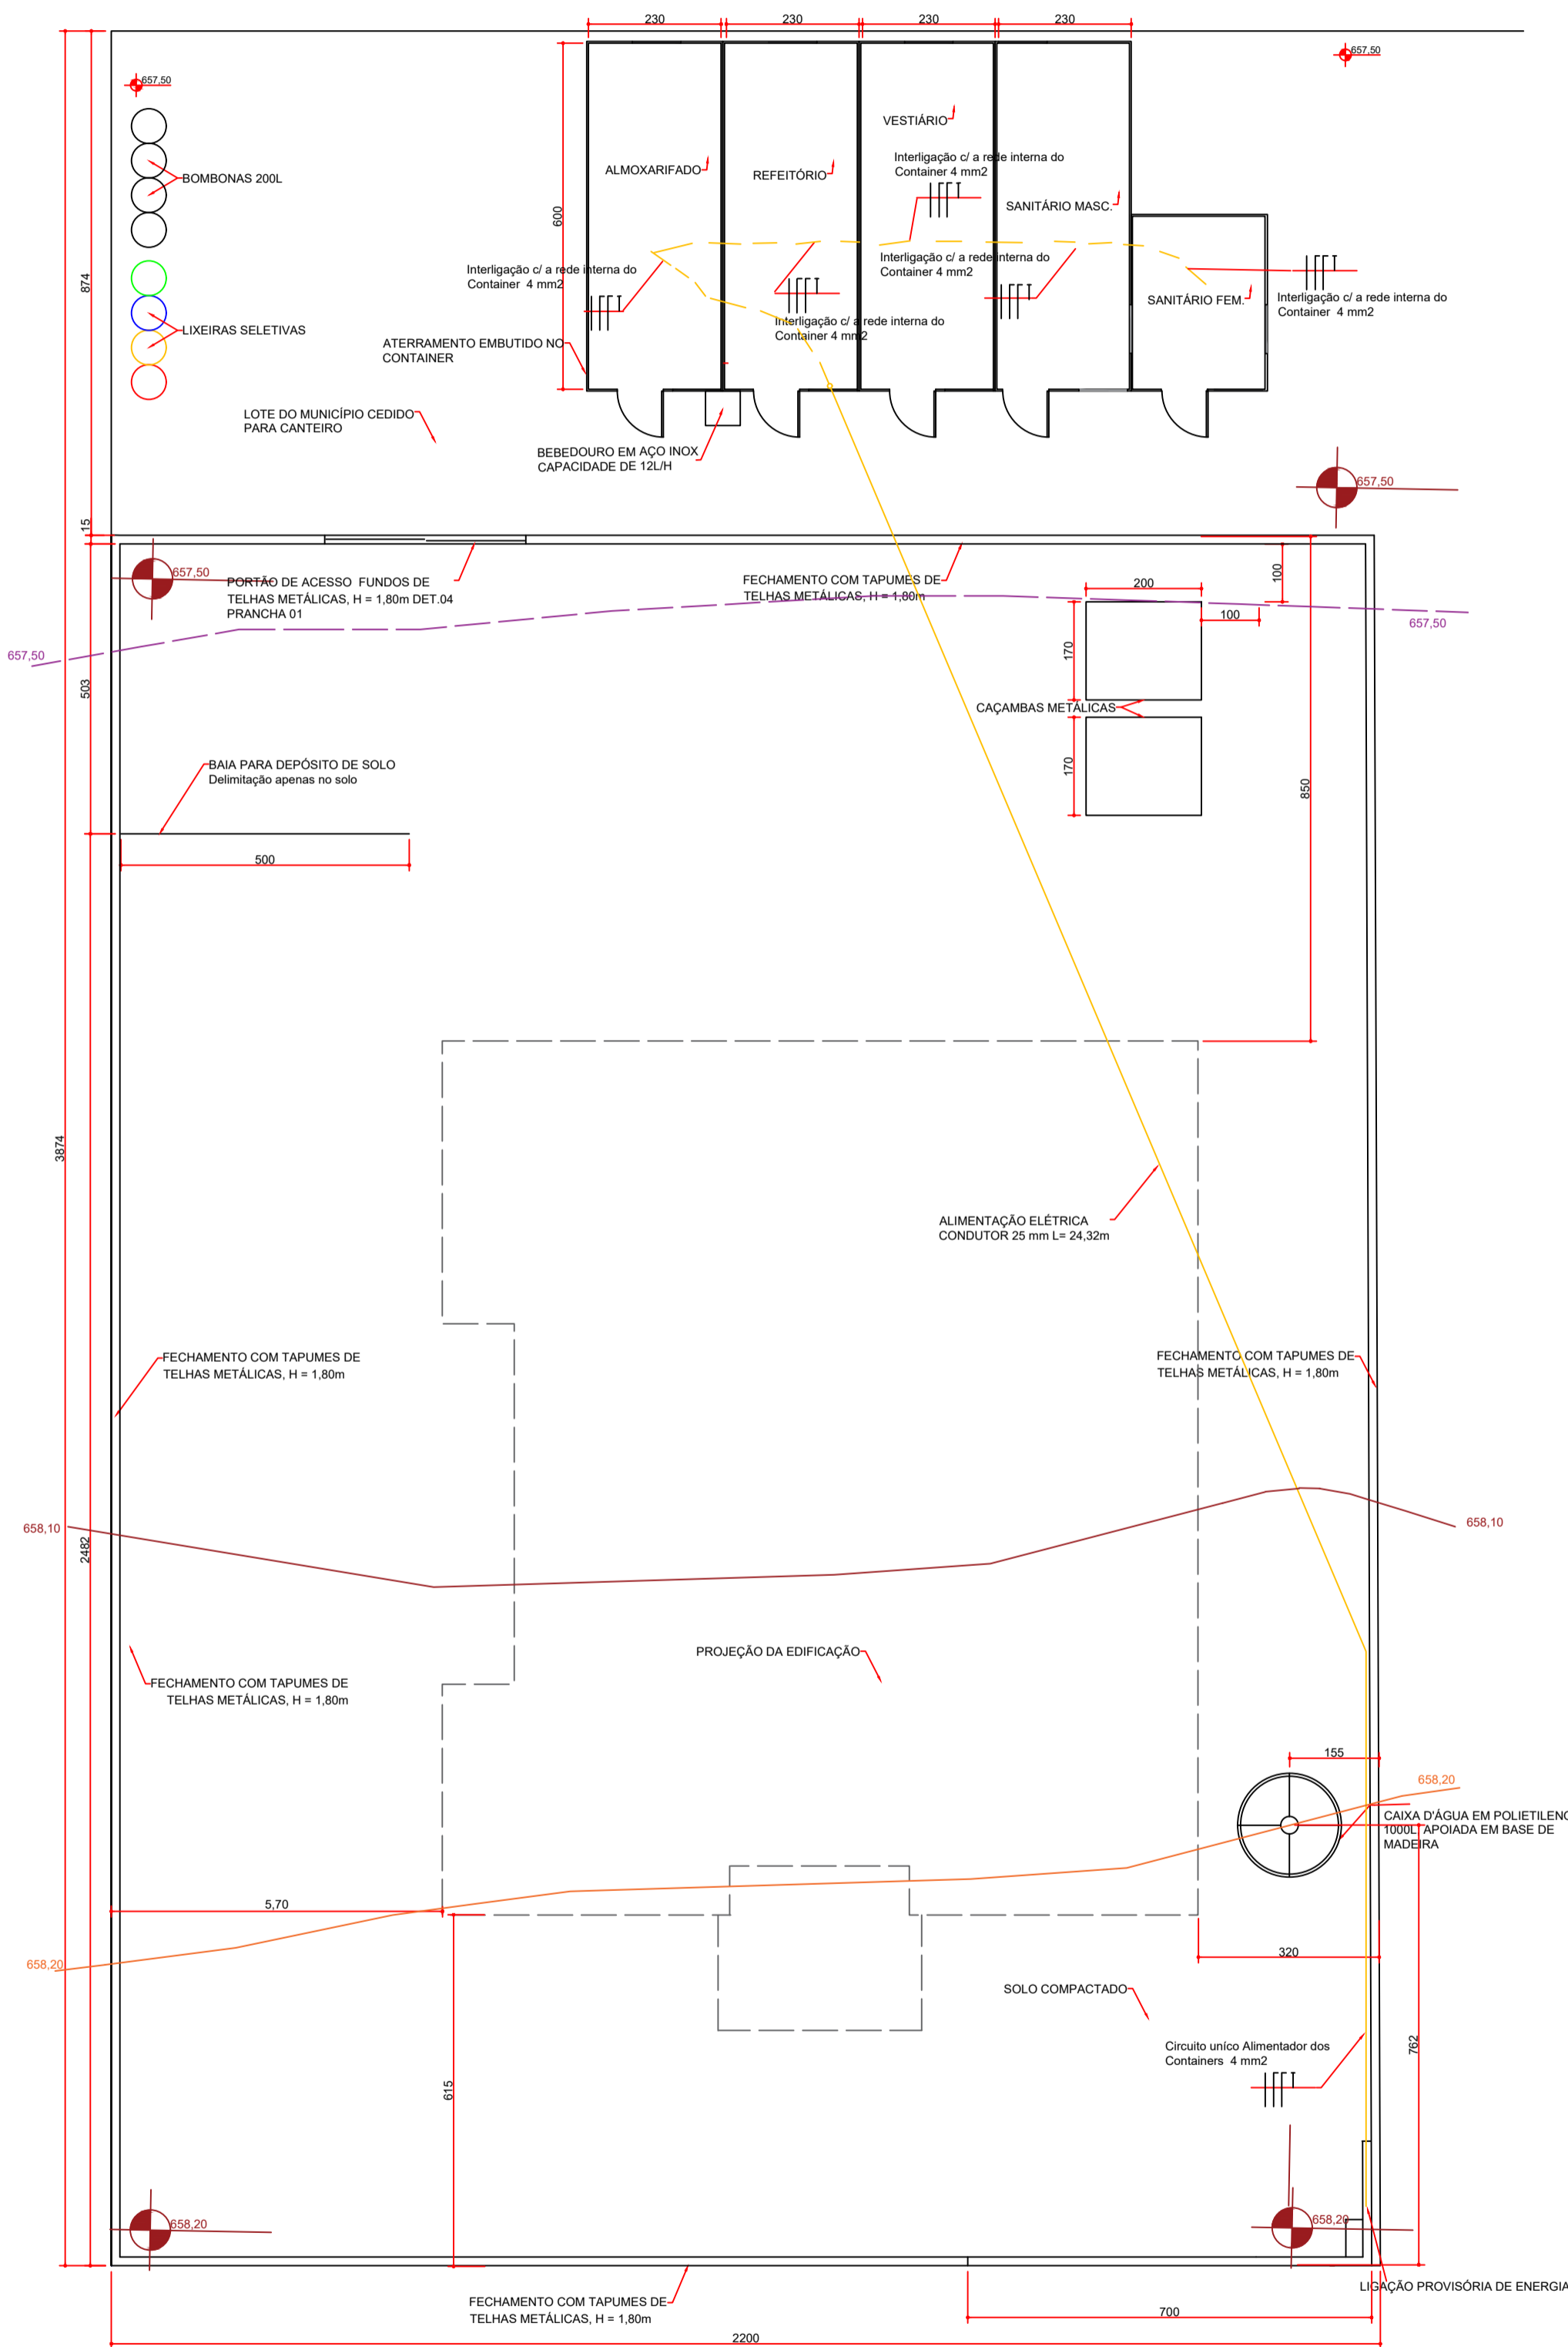 230
230
230
230
657,50
657,50
BOMBONAS 200L
ALMOXARIFADO
REFEITÓRIO
VESTIÁRIO
Interligação c/ a rede interna do
Container 4 mm2
SANITÁRIO MASC.
600
874
Interligação c/ a rede interna do
Container 4 mm2
Interligação c/ a rede interna do
Container 4 mm2
Interligação c/ a rede interna do
Container 4 mm2
SANITÁRIO FEM.
Interligação c/ a rede interna do
Container 4 mm2
LIXEIRAS SELETIVAS
ATERRAMENTO EMBUTIDO NO
CONTAINER
LOTE DO MUNICÍPIO CEDIDO
PARA CANTEIRO
BEBEDOURO EM AÇO INOX
CAPACIDADE DE 12L/H
657,50
15
657,50
PORTÃO DE ACESSO FUNDOS DE
TELHAS METÁLICAS, H = 1,80m DET.04
PRANCHA 01
FECHAMENTO COM TAPUMES DE
TELHAS METÁLICAS, H = 1,80m
200
100
100
657,50
657,50
170
503
CAÇAMBAS METÁLICAS
BAIA PARA DEPÓSITO DE SOLO
Delimitação apenas no solo
170
850
500
3874
ALIMENTAÇÃO ELÉTRICA
CONDUTOR 25 mm L= 24,32m
FECHAMENTO COM TAPUMES DE
TELHAS METÁLICAS, H = 1,80m
FECHAMENTO COM TAPUMES DE
TELHAS METÁLICAS, H = 1,80m
658,10
658,10
2482
PROJEÇÃO DA EDIFICAÇÃO
FECHAMENTO COM TAPUMES DE
TELHAS METÁLICAS, H = 1,80m
155
658,20
CAIXA D'ÁGUA EM POLIETILENO
1000L APOIADA EM BASE DE
MADEIRA
5,70
320
658,20
SOLO COMPACTADO
Circuito uníco Alimentador dos
Containers 4 mm2
762
615
658,20
658,20
LIGAÇÃO PROVISÓRIA DE ENERGIA
FECHAMENTO COM TAPUMES DE
TELHAS METÁLICAS, H = 1,80m
700
2200